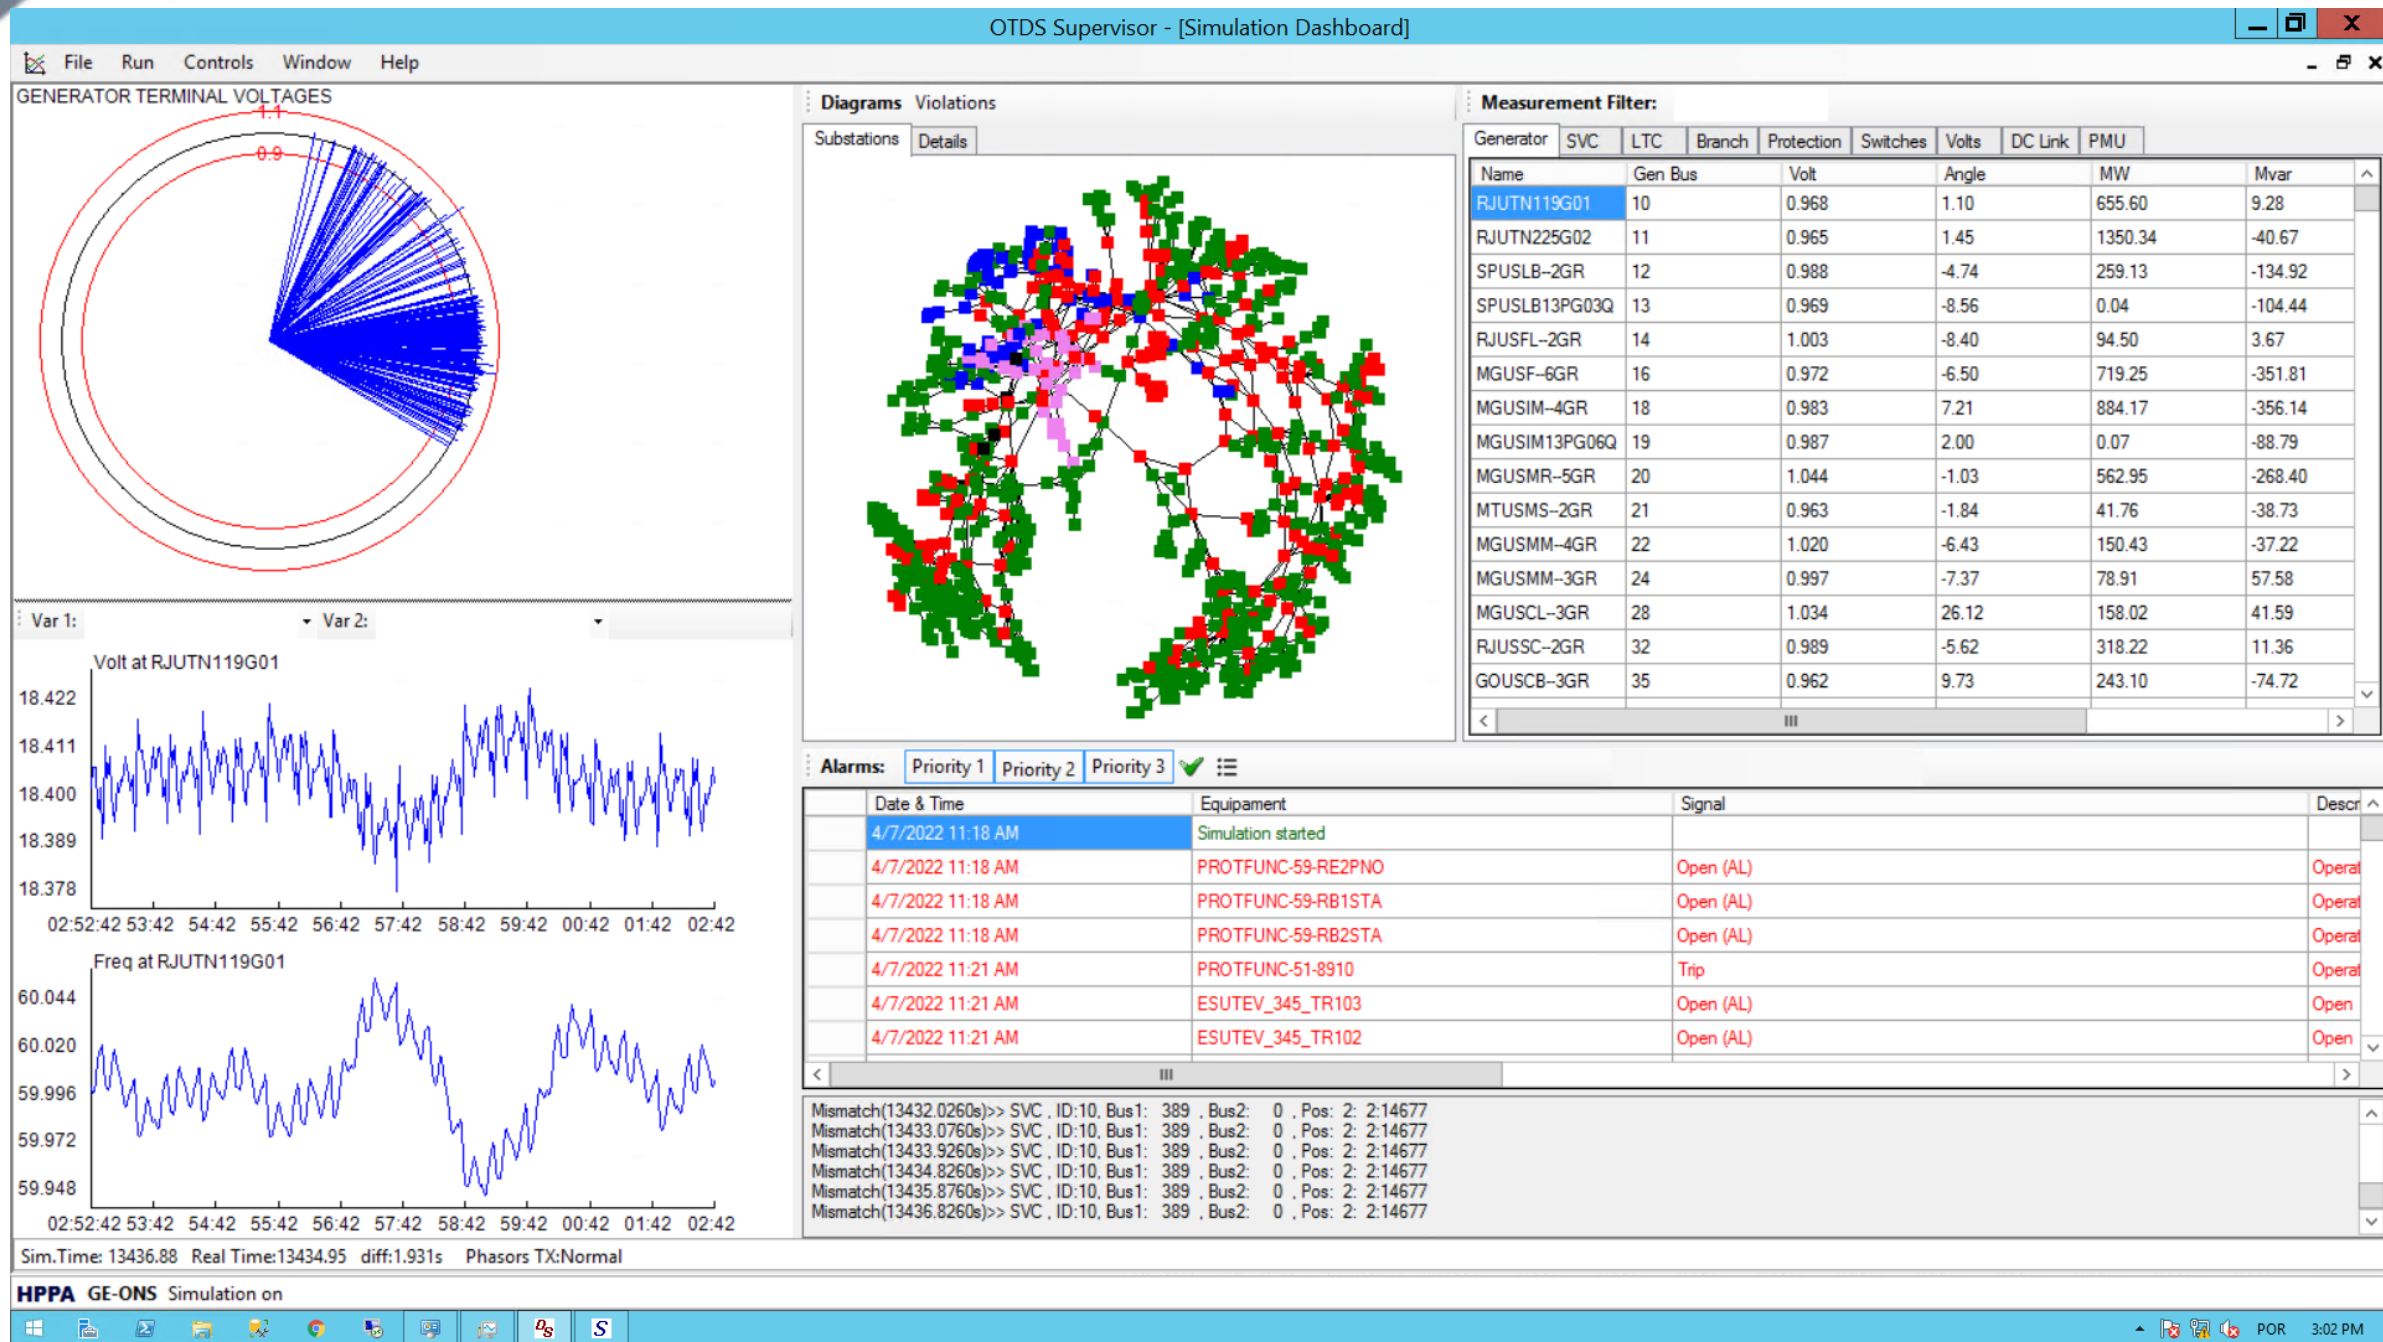 OTDS Supervisor - [Simulation Dashboard]
File Run Controls Window Help
GENERATOR TERMINAL VOLTAGES
1.1
0.9
Var 1: Var 2:
Volt at RJUTN119G01
18.422
18.411
18.400
18.389
18.378
02:52:42 53:42 54:42 55:42 56:42 57:42 58:42 59:42 00:42 01:42 02:42
Freq at RJUTN119G01
60.044
60.020
59.996
59.972
59.948
02:52:42 53:42 54:42 55:42 56:42 57:42 58:42 59:42 00:42 01:42 02:42
Diagrams Violations
Substations Details
Measurement Filter:
Generator SVC LTC Branch Protection Switches Volts DC Link PMU
Name Gen Bus Volt Angle MW Mvar
RJUTN119G01 10 0.968 1.10 655.60 9.28
RJUTN225G02 11 0.965 1.45 1350.34 -40.67
SPUSLB--2GR 12 0.988 -4.74 259.13 -134.92
SPUSLB13PG03Q 13 0.969 -8.56 0.04 -104.44
RJUSFL--2GR 14 1.003 -8.40 94.50 3.67
MGUSF--6GR 16 0.972 -6.50 719.25 -351.81
MGUSIM--4GR 18 0.983 7.21 884.17 -356.14
MGUSIM13PG06Q 19 0.987 2.00 0.07 -88.79
MGUSMR--5GR 20 1.044 -1.03 562.95 -268.40
MTUSMS--2GR 21 0.963 -1.84 41.76 -38.73
MGUSMM--4GR 22 1.020 -6.43 150.43 -37.22
MGUSMM--3GR 24 0.997 -7.37 78.91 57.58
MGUSCL--3GR 28 1.034 26.12 158.02 41.59
RJUSSC--2GR 32 0.989 -5.62 318.22 11.36
GOUSCB--3GR 35 0.962 9.73 243.10 -74.72
Alarms: Priority 1 Priority 2 Priority 3
Date & Time Equipament Signal Descr
4/7/2022 11:18 AM Simulation started
4/7/2022 11:18 AM PROTFUNC-59-RE2PNO Open (AL) Operat
4/7/2022 11:18 AM PROTFUNC-59-RB1STA Open (AL) Operat
4/7/2022 11:18 AM PROTFUNC-59-RB2STA Open (AL) Operat
4/7/2022 11:21 AM PROTFUNC-51-8910 Trip Operat
4/7/2022 11:21 AM ESUTEV_345_TR103 Open (AL) Open
4/7/2022 11:21 AM ESUTEV_345_TR102 Open (AL) Open
Mismatch(13432.0260s)>> SVC , ID:10, Bus1: 389 , Bus2: 0 , Pos: 2: 2:14677
Mismatch(13433.0760s)>> SVC , ID:10, Bus1: 389 , Bus2: 0 , Pos: 2: 2:14677
Mismatch(13433.9260s)>> SVC , ID:10, Bus1: 389 , Bus2: 0 , Pos: 2: 2:14677
Mismatch(13434.8260s)>> SVC , ID:10, Bus1: 389 , Bus2: 0 , Pos: 2: 2:14677
Mismatch(13435.8760s)>> SVC , ID:10, Bus1: 389 , Bus2: 0 , Pos: 2: 2:14677
Mismatch(13436.8260s)>> SVC , ID:10, Bus1: 389 , Bus2: 0 , Pos: 2: 2:14677
Sim.Time: 13436.88 Real Time:13434.95 diff:1.931s Phasors TX:Normal
HPPA GE-ONS Simulation on
DS S POR 3:02 PM